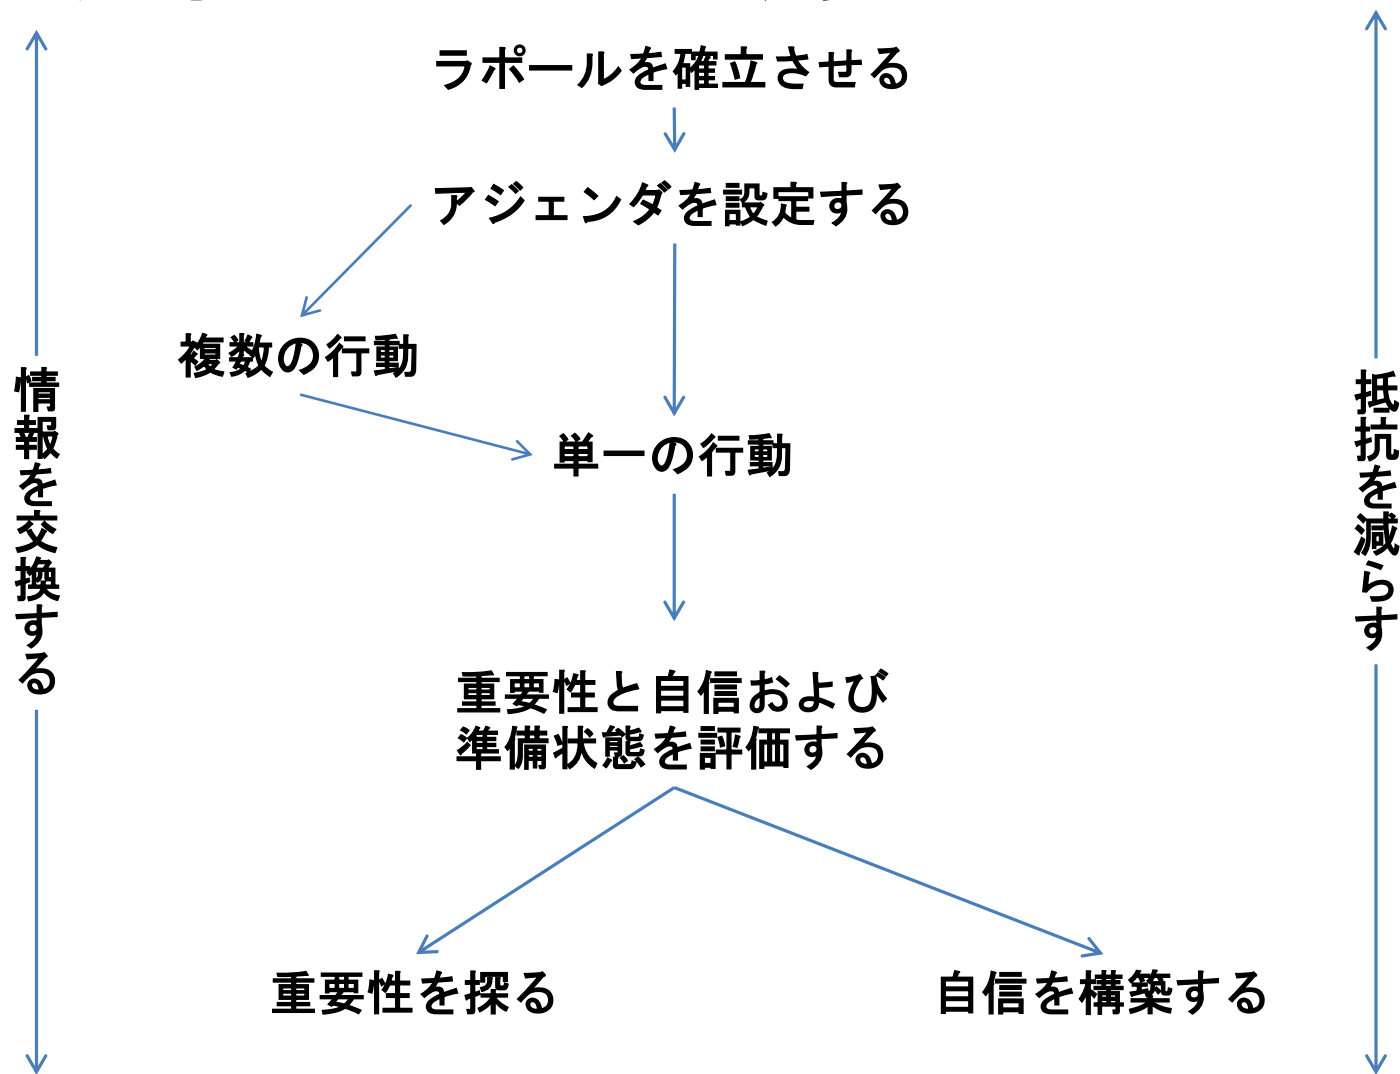 ラポールを確立させる
アジェンダを設定する
複数の行動
単一の行動
情報を交換する
抵抗を減らす
重要性と自信および
準備状態を評価する
重要性を探る
自信を構築する